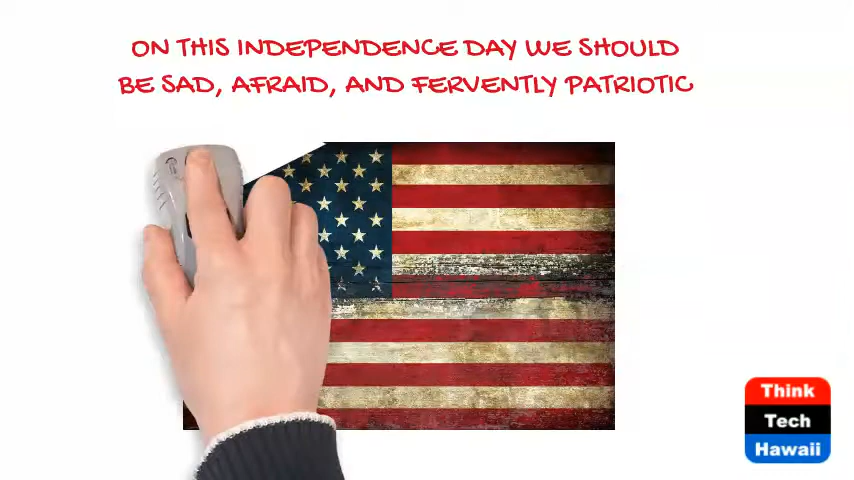 ON THIS INDEPENDENCE DAY WE SHOULD
BE SAD, AFRAID, AND FERVENTLY PATRIOTIC
Think
Tech
Hawaii